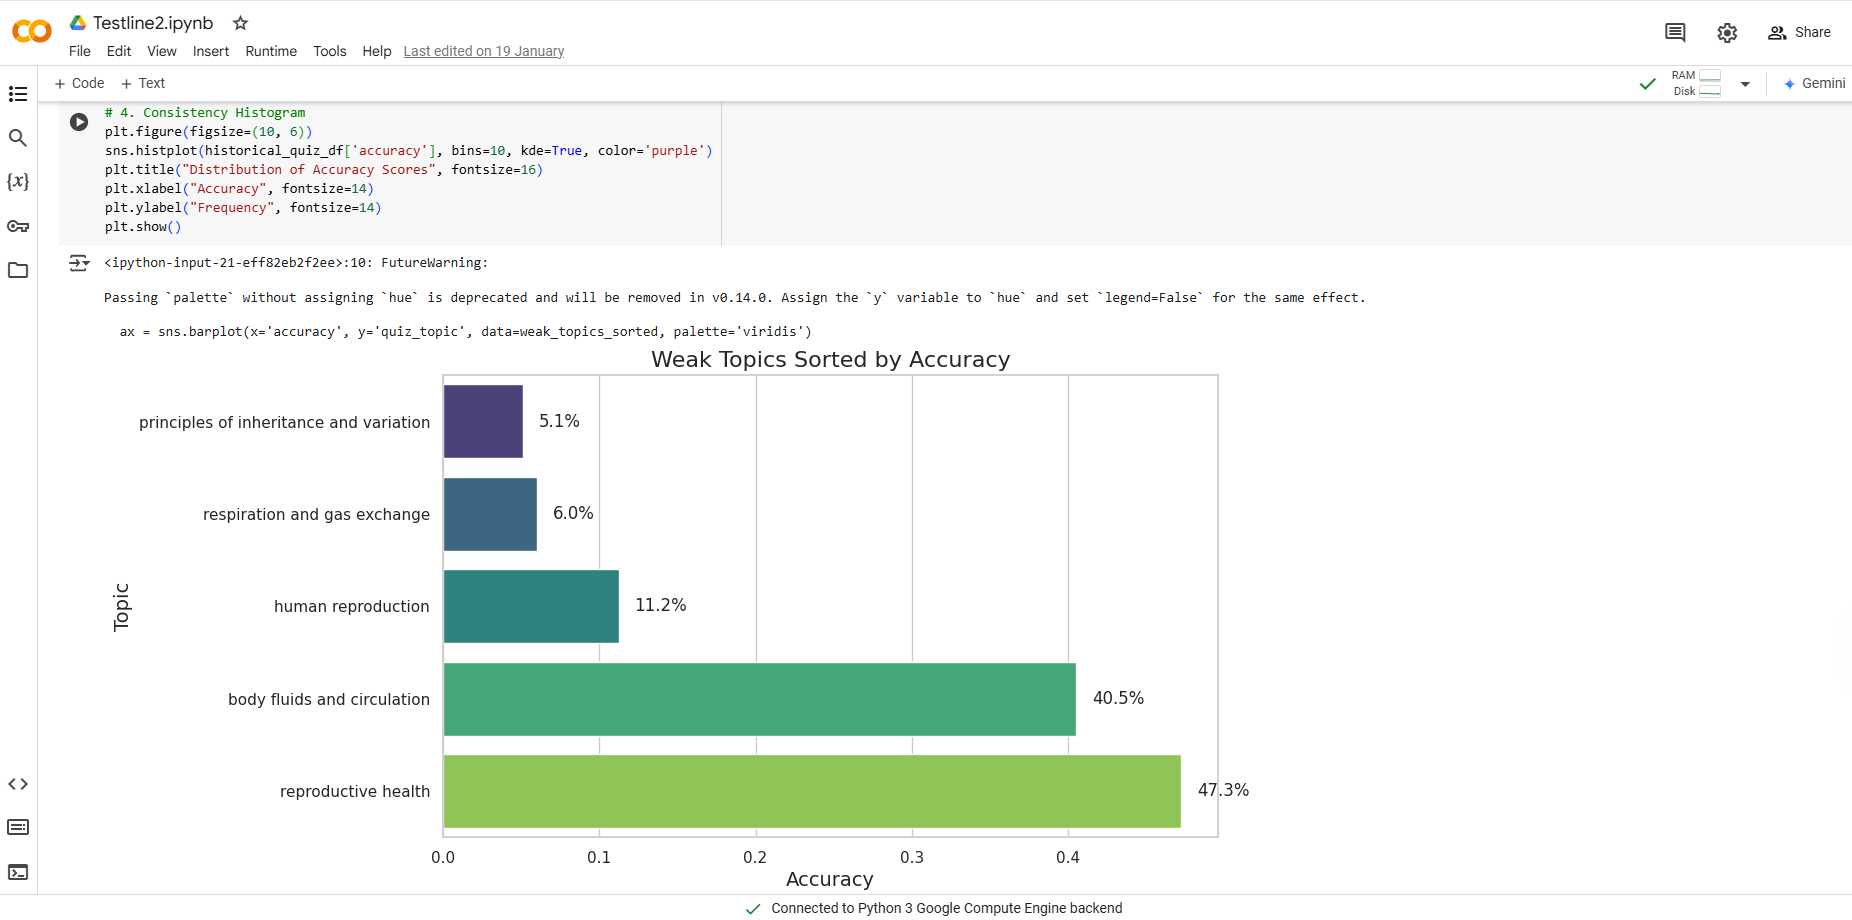 Testline2.ipynb
File Edit View Insert Runtime Tools Help Last edited on 19 January
Share
+ Code + Text
RAM
Disk
Gemini
# 4. Consistency Histogram
plt.figure(figsize=(10, 6))
sns.histplot(historical_quiz_df['accuracy'], bins=10, kde=True, color='purple')
plt.title("Distribution of Accuracy Scores", fontsize=16)
plt.xlabel("Accuracy", fontsize=14)
plt.ylabel("Frequency", fontsize=14)
plt.show()
{x}
<ipython-input-21-eff82eb2f2ee>:10: FutureWarning:
Passing `palette` without assigning `hue` is deprecated and will be removed in v0.14.0. Assign the `y` variable to `hue` and set `legend=False` for the same effect.
ax = sns.barplot(x='accuracy', y='quiz_topic', data=weak_topics_sorted, palette='viridis')
Weak Topics Sorted by Accuracy
principles of inheritance and variation 5.1%
respiration and gas exchange 6.0%
Topic
human reproduction 11.2%
body fluids and circulation 40.5%
reproductive health 47.3%
0.0 0.1 0.2 0.3 0.4
Accuracy
Connected to Python 3 Google Compute Engine backend